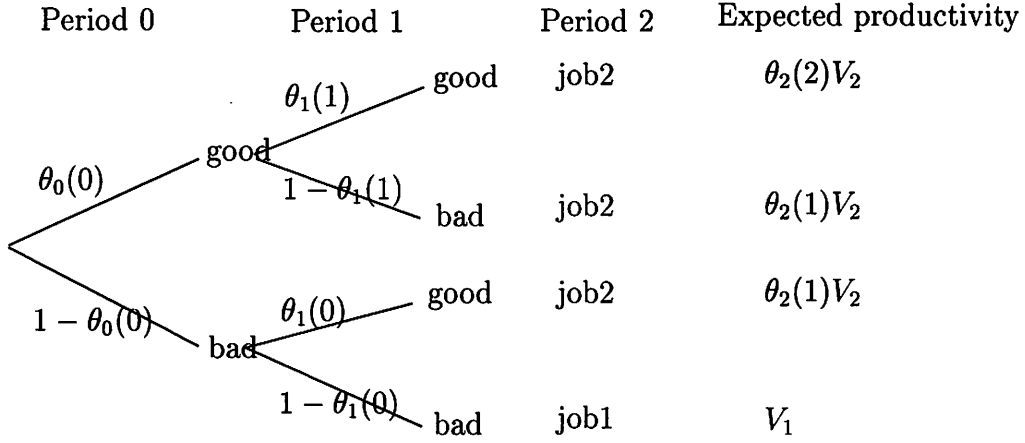 Period 0 Period 1 Period 2 Expected productivity
θ₁(1) good job2 θ₂(2)V₂
θ₀(0) good
1 − θ₁(1) bad job2 θ₂(1)V₂
1 − θ₀(0) θ₁(0) good job2 θ₂(1)V₂
bad
1 − θ₁(0) bad job1 V₁